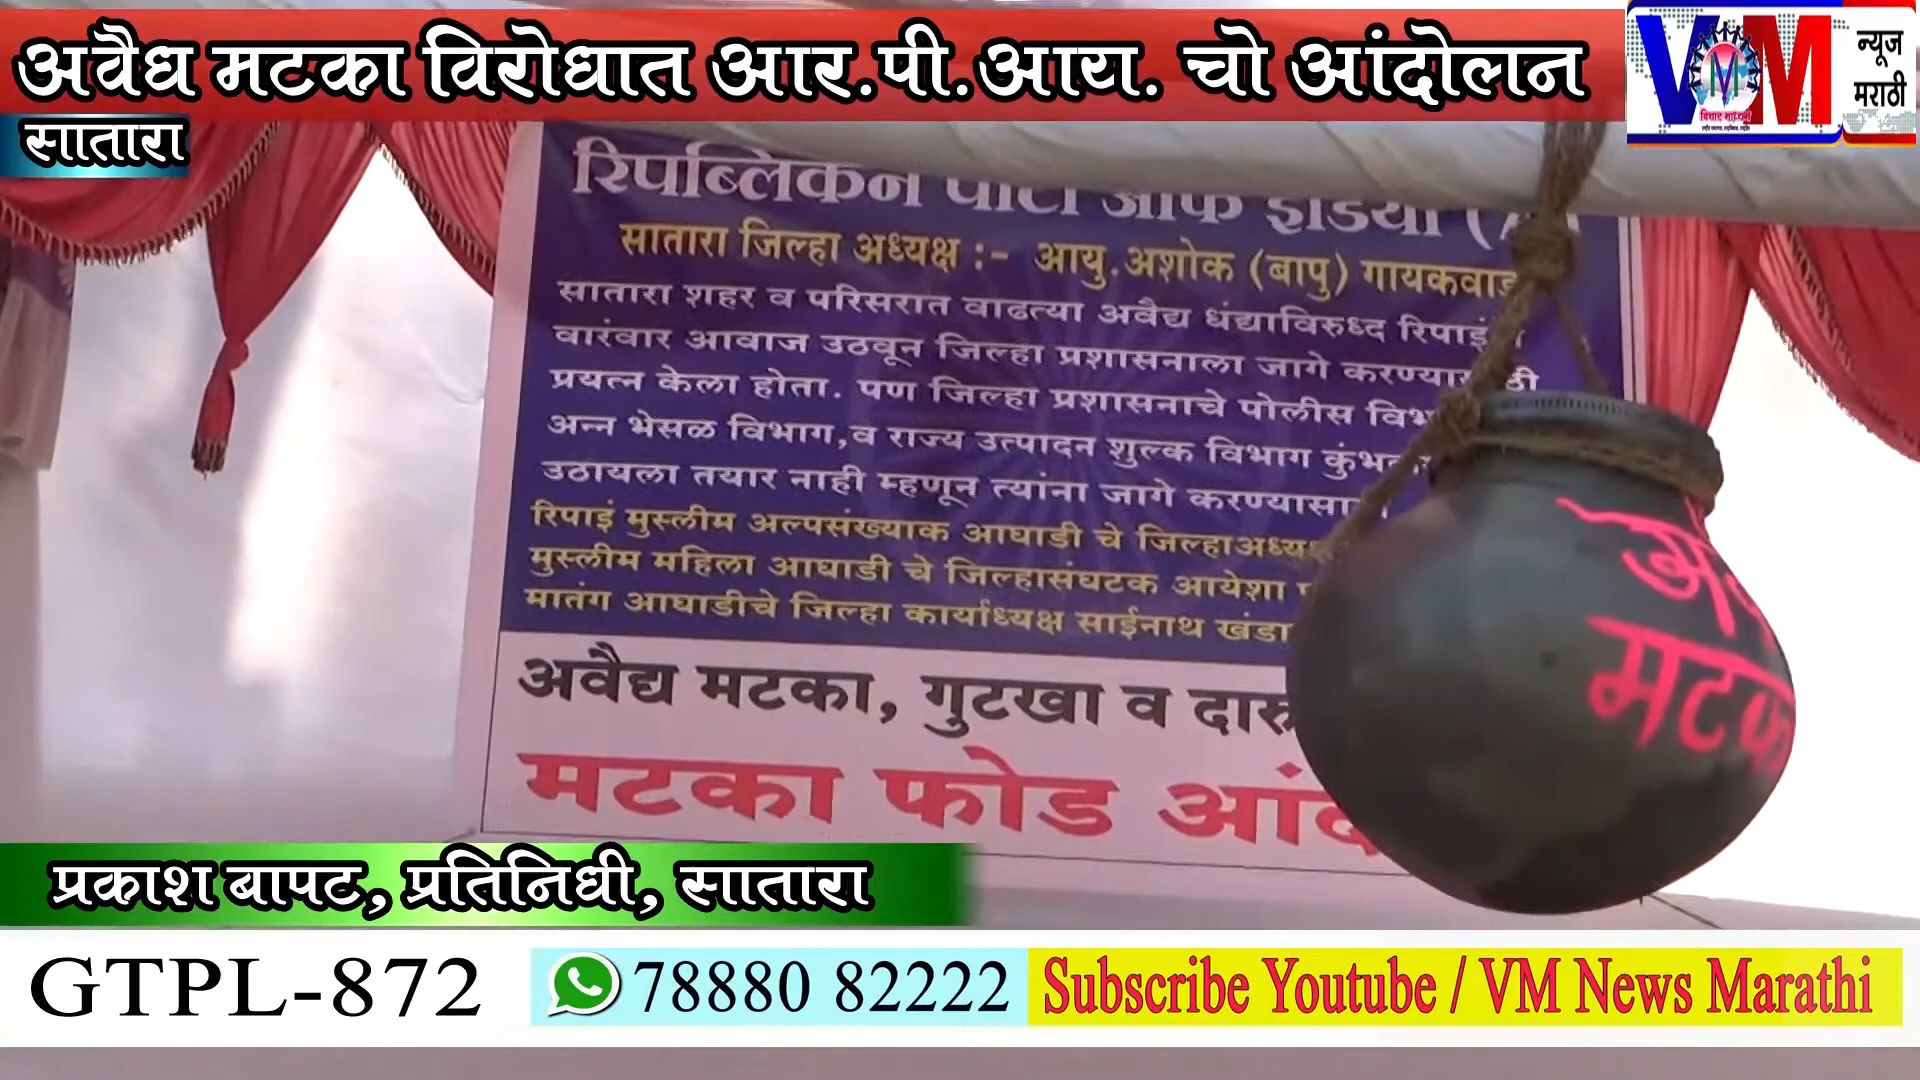 अवैध मटका विरोधात आर.पी.आय. चो आंदोलन
सातारा
VM
न्यूज
मराठी
विचार माध्यम
रिपब्लिकन पार्टी ऑफ इंडिया
सातारा जिल्हा अध्यक्ष :- आयु.अशोक (बापु) गायकवाड
सातारा शहर व परिसरात वाढत्या अवैद्य धंद्याविरुध्द
वारंवार आवाज उठवून जिल्हा प्रशासनाला जागे
प्रयत्न केला होता. पण जिल्हा प्रशासनाचे पोलीस
अन्न भेसळ विभाग,व राज्य उत्पादन शुल्क विभाग
उठायला तयार नाही म्हणून त्यांना जागे
रिपाइं मुस्लीम अल्पसंख्याक आघाडी चे
मुस्लीम महिला आघाडी चे जिल्हासंघटक आयेशा
मातंग आघाडीचे जिल्हा कार्याध्यक्ष साईनाथ
अवैद्य मटका, गुटखा व
मटका फोड
मटका
प्रकाश बापट, प्रतिनिधी, सातारा
GTPL-872 78880 82222 Subscribe Youtube / VM News Marathi